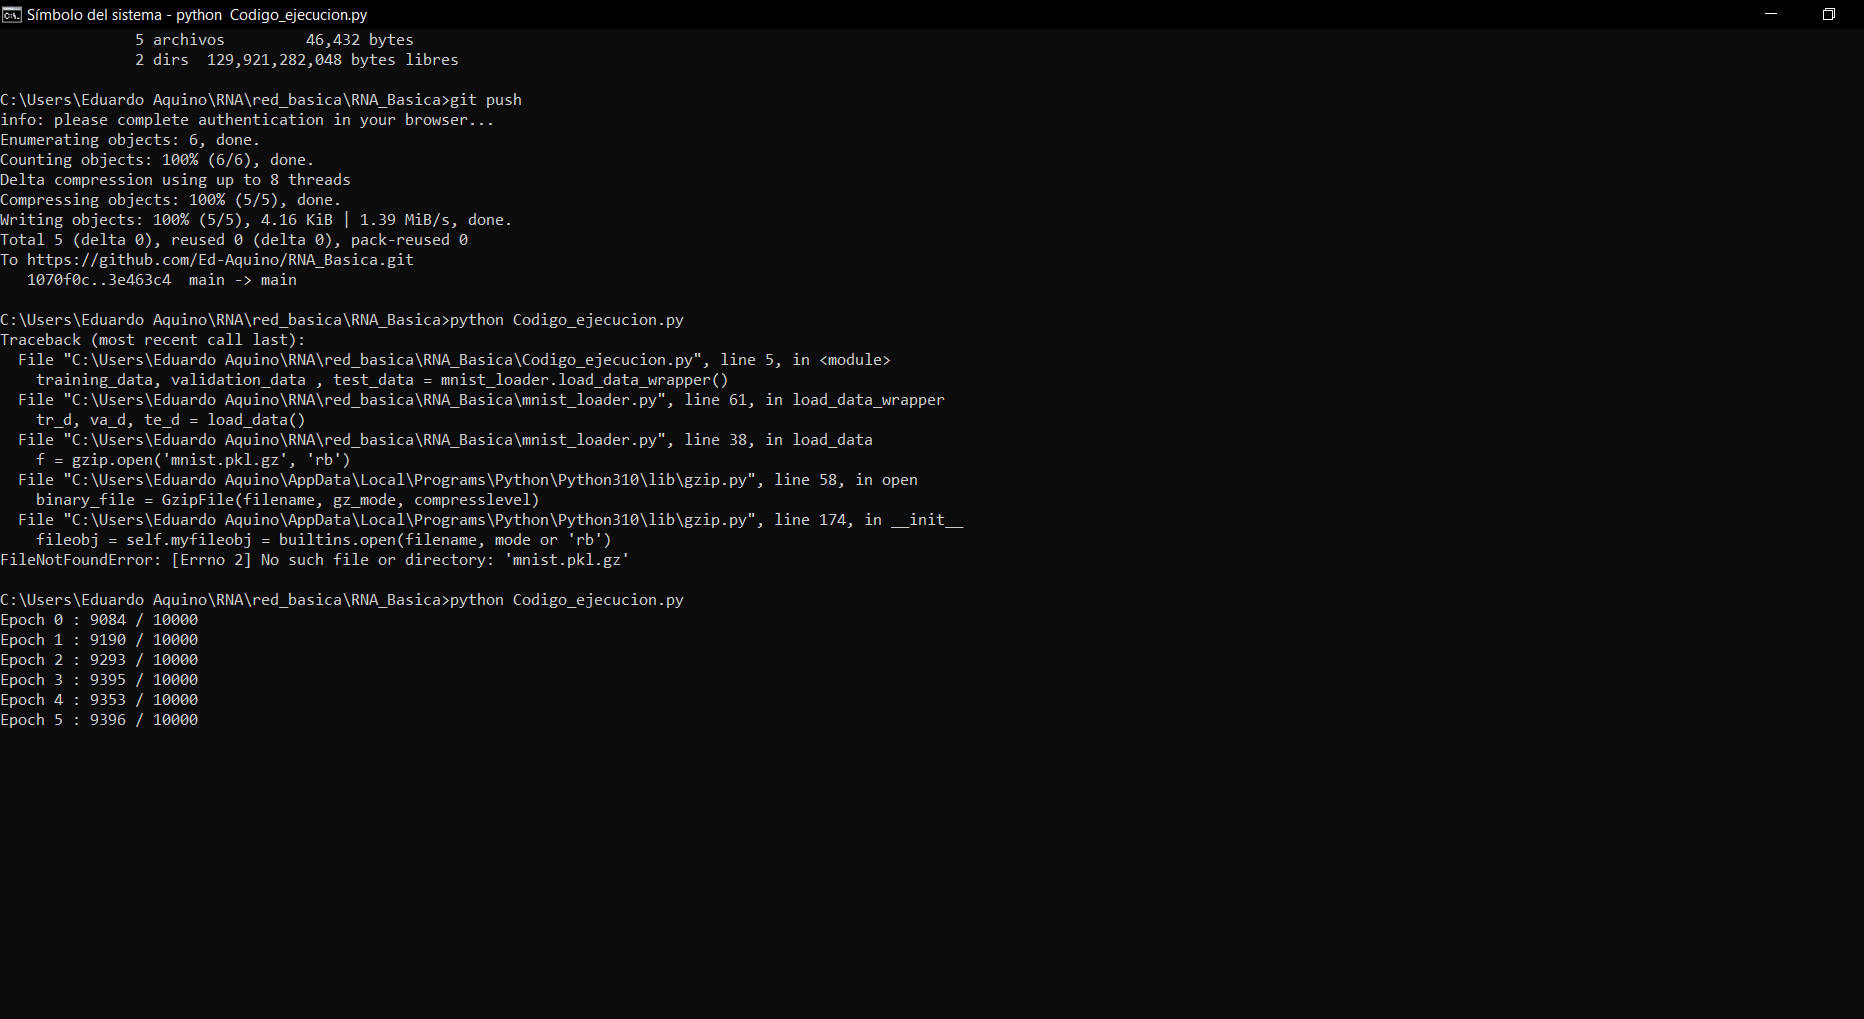 Símbolo del sistema - python  Codigo_ejecucion.py
               5 archivos         46,432 bytes
               2 dirs  129,921,282,048 bytes libres
C:\Users\Eduardo Aquino\RNA\red_basica\RNA_Basica>git push
info: please complete authentication in your browser...
Enumerating objects: 6, done.
Counting objects: 100% (6/6), done.
Delta compression using up to 8 threads
Compressing objects: 100% (5/5), done.
Writing objects: 100% (5/5), 4.16 KiB | 1.39 MiB/s, done.
Total 5 (delta 0), reused 0 (delta 0), pack-reused 0
To https://github.com/Ed-Aquino/RNA_Basica.git
   1070f0c..3e463c4  main -> main
C:\Users\Eduardo Aquino\RNA\red_basica\RNA_Basica>python Codigo_ejecucion.py
Traceback (most recent call last):
  File "C:\Users\Eduardo Aquino\RNA\red_basica\RNA_Basica\Codigo_ejecucion.py", line 5, in <module>
    training_data, validation_data , test_data = mnist_loader.load_data_wrapper()
  File "C:\Users\Eduardo Aquino\RNA\red_basica\RNA_Basica\mnist_loader.py", line 61, in load_data_wrapper
    tr_d, va_d, te_d = load_data()
  File "C:\Users\Eduardo Aquino\RNA\red_basica\RNA_Basica\mnist_loader.py", line 38, in load_data
    f = gzip.open('mnist.pkl.gz', 'rb')
  File "C:\Users\Eduardo Aquino\AppData\Local\Programs\Python\Python310\lib\gzip.py", line 58, in open
    binary_file = GzipFile(filename, gz_mode, compresslevel)
  File "C:\Users\Eduardo Aquino\AppData\Local\Programs\Python\Python310\lib\gzip.py", line 174, in __init__
    fileobj = self.myfileobj = builtins.open(filename, mode or 'rb')
FileNotFoundError: [Errno 2] No such file or directory: 'mnist.pkl.gz'
C:\Users\Eduardo Aquino\RNA\red_basica\RNA_Basica>python Codigo_ejecucion.py
Epoch 0 : 9084 / 10000
Epoch 1 : 9190 / 10000
Epoch 2 : 9293 / 10000
Epoch 3 : 9395 / 10000
Epoch 4 : 9353 / 10000
Epoch 5 : 9396 / 10000